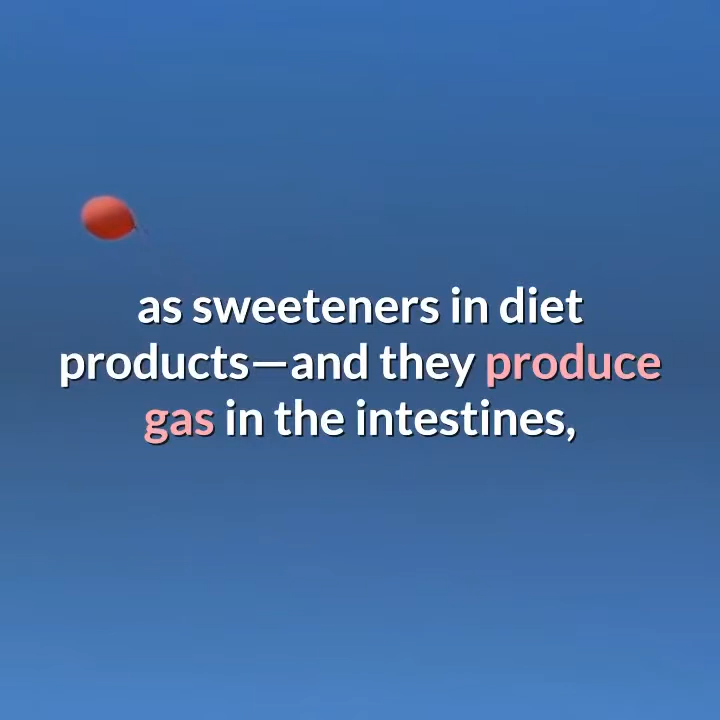 as sweeteners in diet
products—and they produce
gas in the intestines,